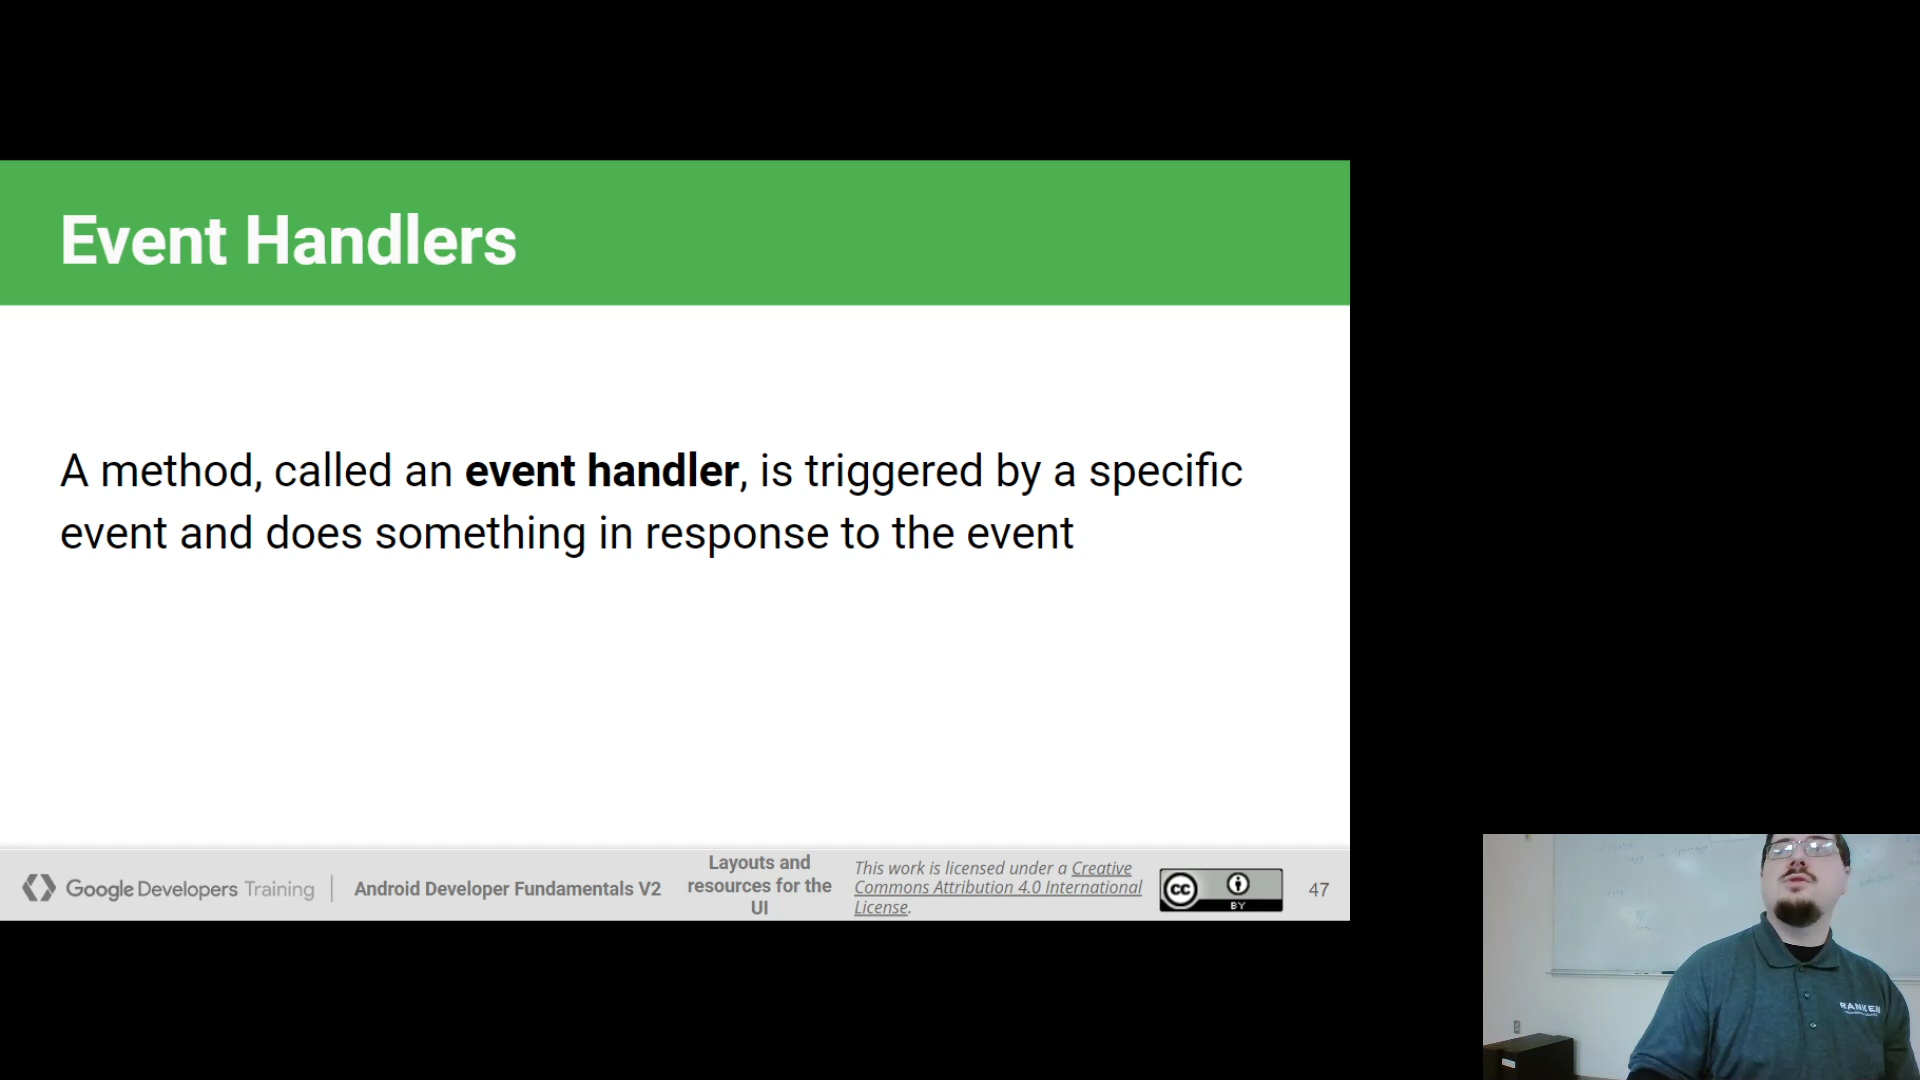 Event Handlers
A method, called an event handler, is triggered by a specific
event and does something in response to the event
Google Developers Training
Android Developer Fundamentals V2
Layouts and
resources for the
UI
This work is licensed under a Creative
Commons Attribution 4.0 International
License.
cc
BY
47
RANKEN